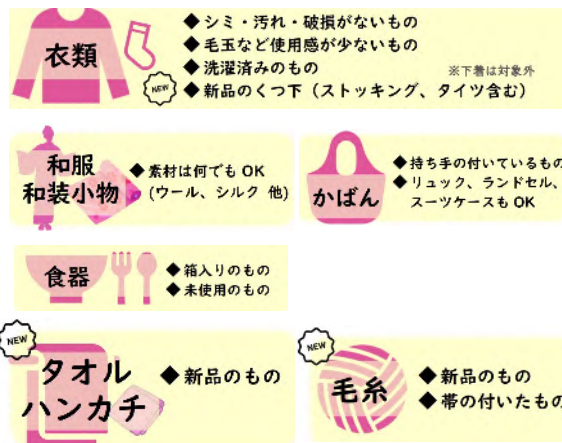 衣類
◆シミ・汚れ・破損がないもの
◆毛玉など使用感が少ないもの
◆洗濯済みのもの
※下着は対象外
NEW
◆新品のくつ下（ストッキング、タイツ含む）
和服
和装小物
◆素材は何でもOK
(ウール、シルク 他)
かばん
◆持ち手の付いているもの
◆リュック、ランドセル、
スーツケースもOK
食器
◆箱入りのもの
◆未使用のもの
NEW
タオル
ハンカチ
◆新品のもの
NEW
毛糸
◆新品のもの
◆帯の付いたもの